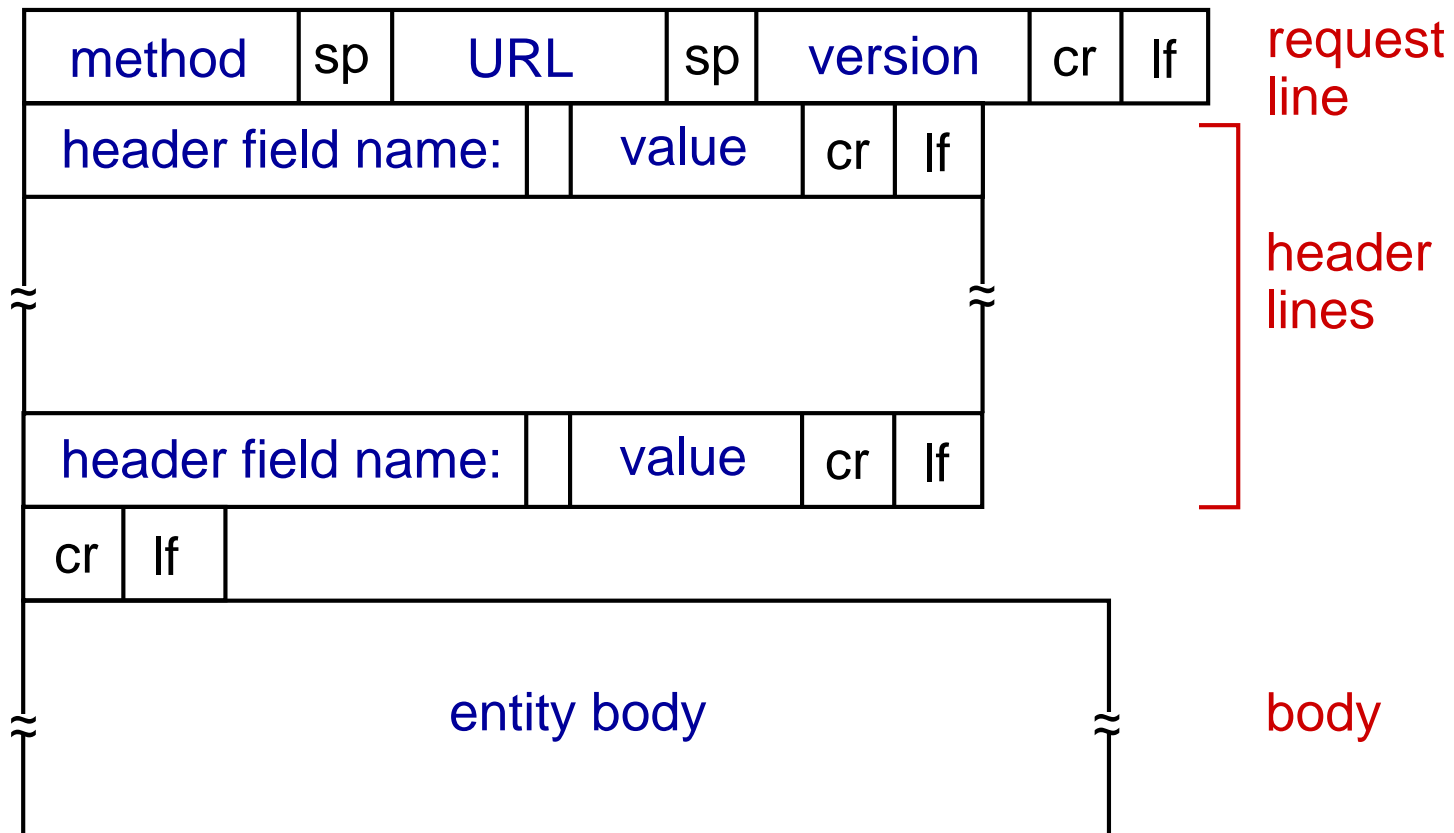 method sp URL sp version cr lf
request
line
header field name: value cr lf
header
lines
header field name: value cr lf
cr lf
entity body
body